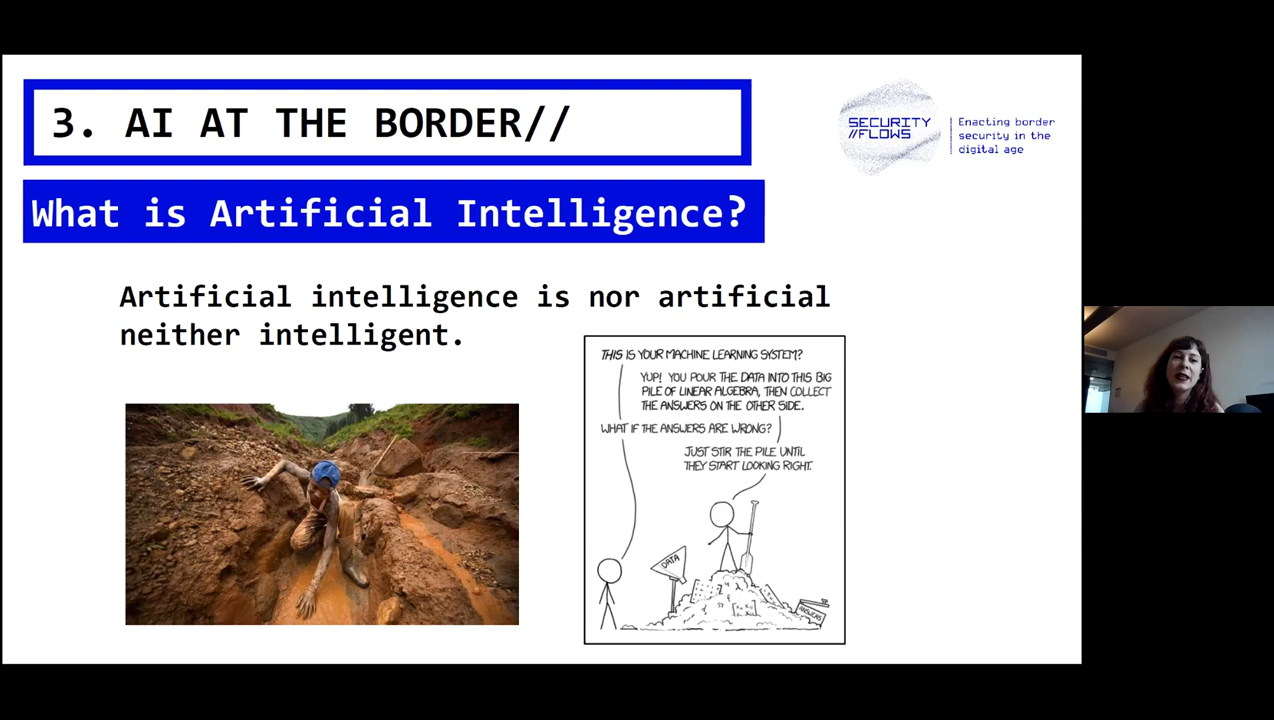 3. AI AT THE BORDER//
SECURITY
//FLOWS
Enacting border
security in the
digital age
What is Artificial Intelligence?
Artificial intelligence is nor artificial
neither intelligent.
THIS IS YOUR MACHINE LEARNING SYSTEM?
YUP! YOU POUR THE DATA INTO THIS BIG
PILE OF LINEAR ALGEBRA, THEN COLLECT
THE ANSWERS ON THE OTHER SIDE.
WHAT IF THE ANSWERS ARE WRONG?
JUST STIR THE PILE UNTIL
THEY START LOOKING RIGHT.
DATA
ANSWERS